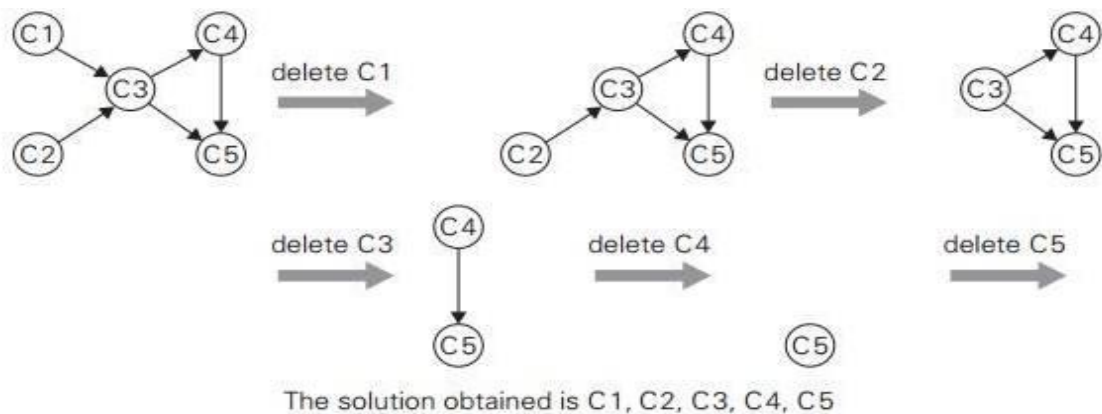 C1 C4 C4 C4
delete C1 delete C2
C3 C3 C3
C2 C5 C2 C5 C5
C4
delete C3 delete C4 delete C5
C5 C5
The solution obtained is C1, C2, C3, C4, C5